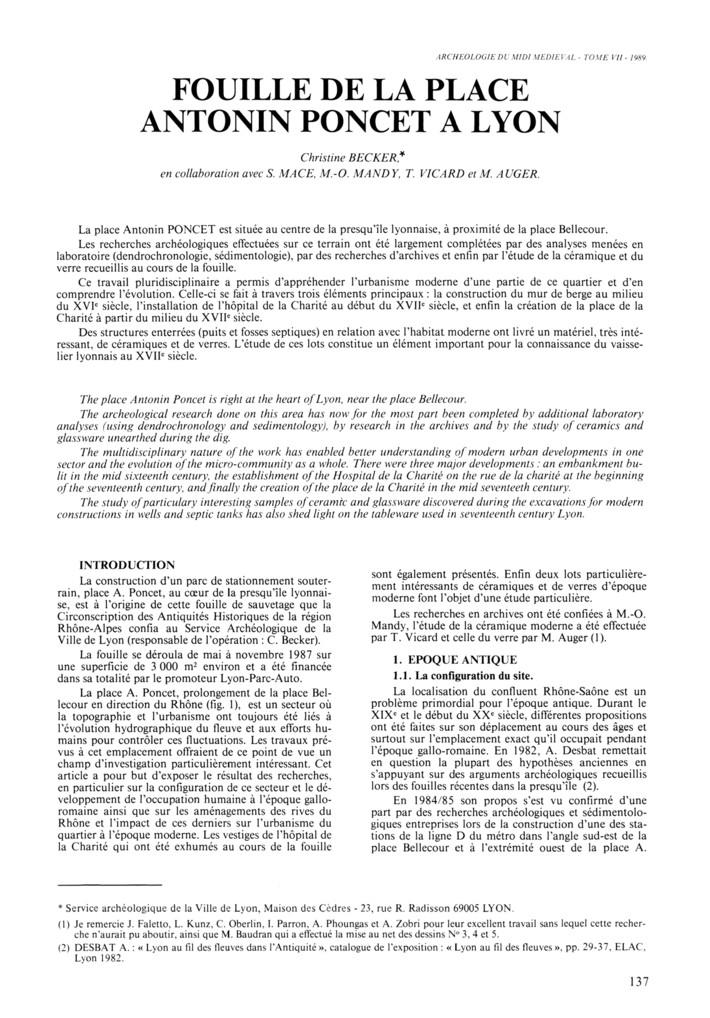 ARCHEOLOGIE DU MIDI MEDIEVAL - TOME VII - 1989
FOUILLE DE LA PLACE
ANTONIN PONCET A LYON
Christine BECKER,*
en collaboration avec S. MACE, M.-O. MANDY, T. VICARD et M. AUGER.
La place Antonin PONCET est située au centre de la presqu'île lyonnaise, à proximité de la place Bellecour.
Les recherches archéologiques effectuées sur ce terrain ont été largement complétées par des analyses menées en
laboratoire (dendrochronologie, sédimentologie), par des recherches d'archives et enfin par l'étude de la céramique et du
verre recueillis au cours de la fouille.
Ce travail pluridisciplinaire a permis d'appréhender l'urbanisme moderne d'une partie de ce quartier et d'en
comprendre l'évolution. Celle-ci se fait à travers trois éléments principaux : la construction du mur de berge au milieu
du XVIe siècle, l'installation de l'hôpital de la Charité au début du XVIIe siècle, et enfin la création de la place de la
Charité à partir du milieu du XVIIe siècle.
Des structures enterrées (puits et fosses septiques) en relation avec l'habitat moderne ont livré un matériel, très inté-
ressant, de céramiques et de verres. L'étude de ces lots constitue un élément important pour la connaissance du vaisse-
lier lyonnais au XVIIe siècle.
The place Antonin Poncet is right at the heart of Lyon, near the place Bellecour.
The archeological research done on this area has now for the most part been completed by additional laboratory
analyses (using dendrochronology and sedimentology), by research in the archives and by the study of ceramics and
glassware unearthed during the dig.
The multidisciplinary nature of the work has enabled better understanding of modern urban developments in one
sector and the evolution of the micro-community as a whole. There were three major developments : an embankment bu-
lit in the mid sixteenth century, the establishment of the Hospital de la Charité on the rue de la charité at the beginning
of the seventeenth century, and finally the creation of the place de la Charité in the mid seventeeth century.
The study of particulary interesting samples of ceramic and glassware discovered during the excavations for modern
constructions in wells and septic tanks has also shed light on the tableware used in seventeenth century Lyon.
INTRODUCTION
La construction d'un parc de stationnement souter-
rain, place A. Poncet, au cœur de la presqu'île lyonnai-
se, est à l'origine de cette fouille de sauvetage que la
Circonscription des Antiquités Historiques de la région
Rhône-Alpes confia au Service Archéologique de la
Ville de Lyon (responsable de l'opération : C. Becker).
La fouille se déroula de mai à novembre 1987 sur
une superficie de 3 000 m² environ et a été financée
dans sa totalité par le promoteur Lyon-Parc-Auto.
La place A. Poncet, prolongement de la place Bel-
lecour en direction du Rhône (fig. 1), est un secteur où
la topographie et l'urbanisme ont toujours été liés à
l'évolution hydrographique du fleuve et aux efforts hu-
mains pour contrôler ces fluctuations. Les travaux pré-
vus à cet emplacement offraient de ce point de vue un
champ d'investigation particulièrement intéressant. Cet
article a pour but d'exposer le résultat des recherches,
en particulier sur la configuration de ce secteur et le dé-
veloppement de l'occupation humaine à l'époque gallo-
romaine ainsi que sur les aménagements des rives du
Rhône et l'impact de ces derniers sur l'urbanisme du
quartier à l'époque moderne. Les vestiges de l'hôpital de
la Charité qui ont été exhumés au cours de la fouille
sont également présentés. Enfin deux lots particulière-
ment intéressants de céramiques et de verres d'époque
moderne font l'objet d'une étude particulière.
Les recherches en archives ont été confiées à M.-O.
Mandy, l'étude de la céramique moderne a été effectuée
par T. Vicard et celle du verre par M. Auger (1).
1. EPOQUE ANTIQUE
1.1. La configuration du site.
La localisation du confluent Rhône-Saône est un
problème primordial pour l'époque antique. Durant le
XIXe et le début du XXe siècle, différentes propositions
ont été faites sur son déplacement au cours des âges et
surtout sur l'emplacement exact qu'il occupait pendant
l'époque gallo-romaine. En 1982, A. Desbat remettait
en question la plupart des hypothèses anciennes en
s'appuyant sur des arguments archéologiques recueillis
lors des fouilles récentes dans la presqu'île (2).
En 1984/85 son propos s'est vu confirmé d'une
part par des recherches archéologiques et sédimentolo-
giques entreprises lors de la construction d'une des sta-
tions de la ligne D du métro dans l'angle sud-est de la
place Bellecour et à l'extrémité ouest de la place A.
* Service archéologique de la Ville de Lyon, Maison des Cèdres - 23, rue R. Radisson 69005 LYON.
(1) Je remercie J. Faletto, L. Kunz, C. Oberlin, I. Parron, A. Phoungas et A. Zobri pour leur excellent travail sans lequel cette recher-
che n'aurait pu aboutir, ainsi que M. Baudran qui a effectué la mise au net des dessins N° 3, 4 et 5.
(2) DESBAT A. : « Lyon au fil des fleuves dans l'Antiquité », catalogue de l'exposition : « Lyon au fil des fleuves », pp. 29-37, ELAC,
Lyon 1982.
137